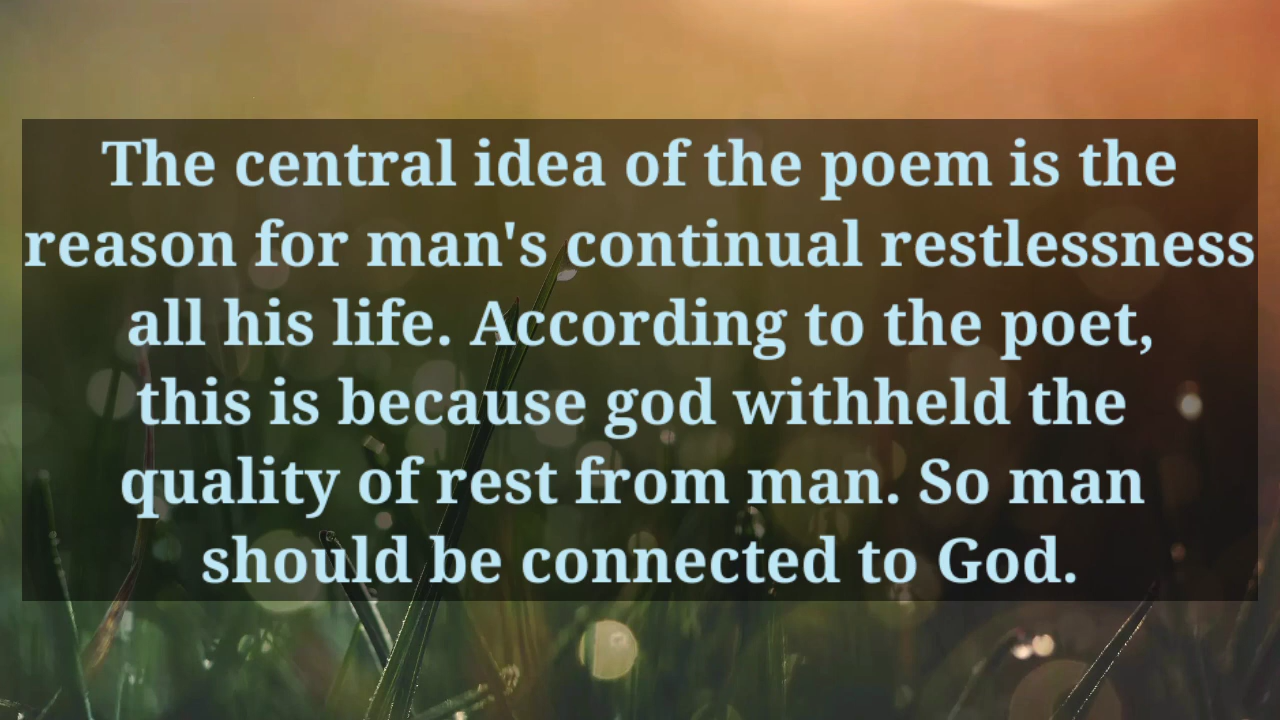 The central idea of the poem is the
reason for man's continual restlessness
all his life. According to the poet,
this is because god withheld the
quality of rest from man. So man
should be connected to God.